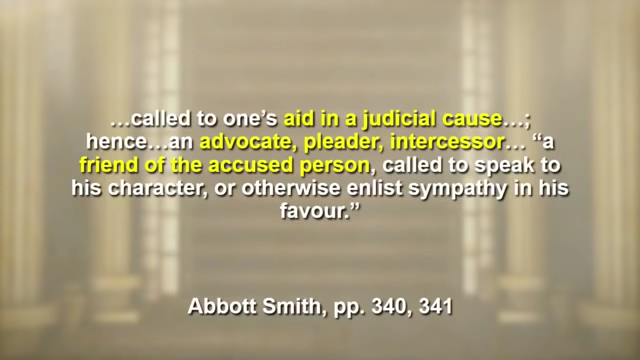 …called to one’s aid in a judicial cause…;
hence…an advocate, pleader, intercessor… “a
friend of the accused person, called to speak to
his character, or otherwise enlist sympathy in his
favour.”
Abbott Smith, pp. 340, 341